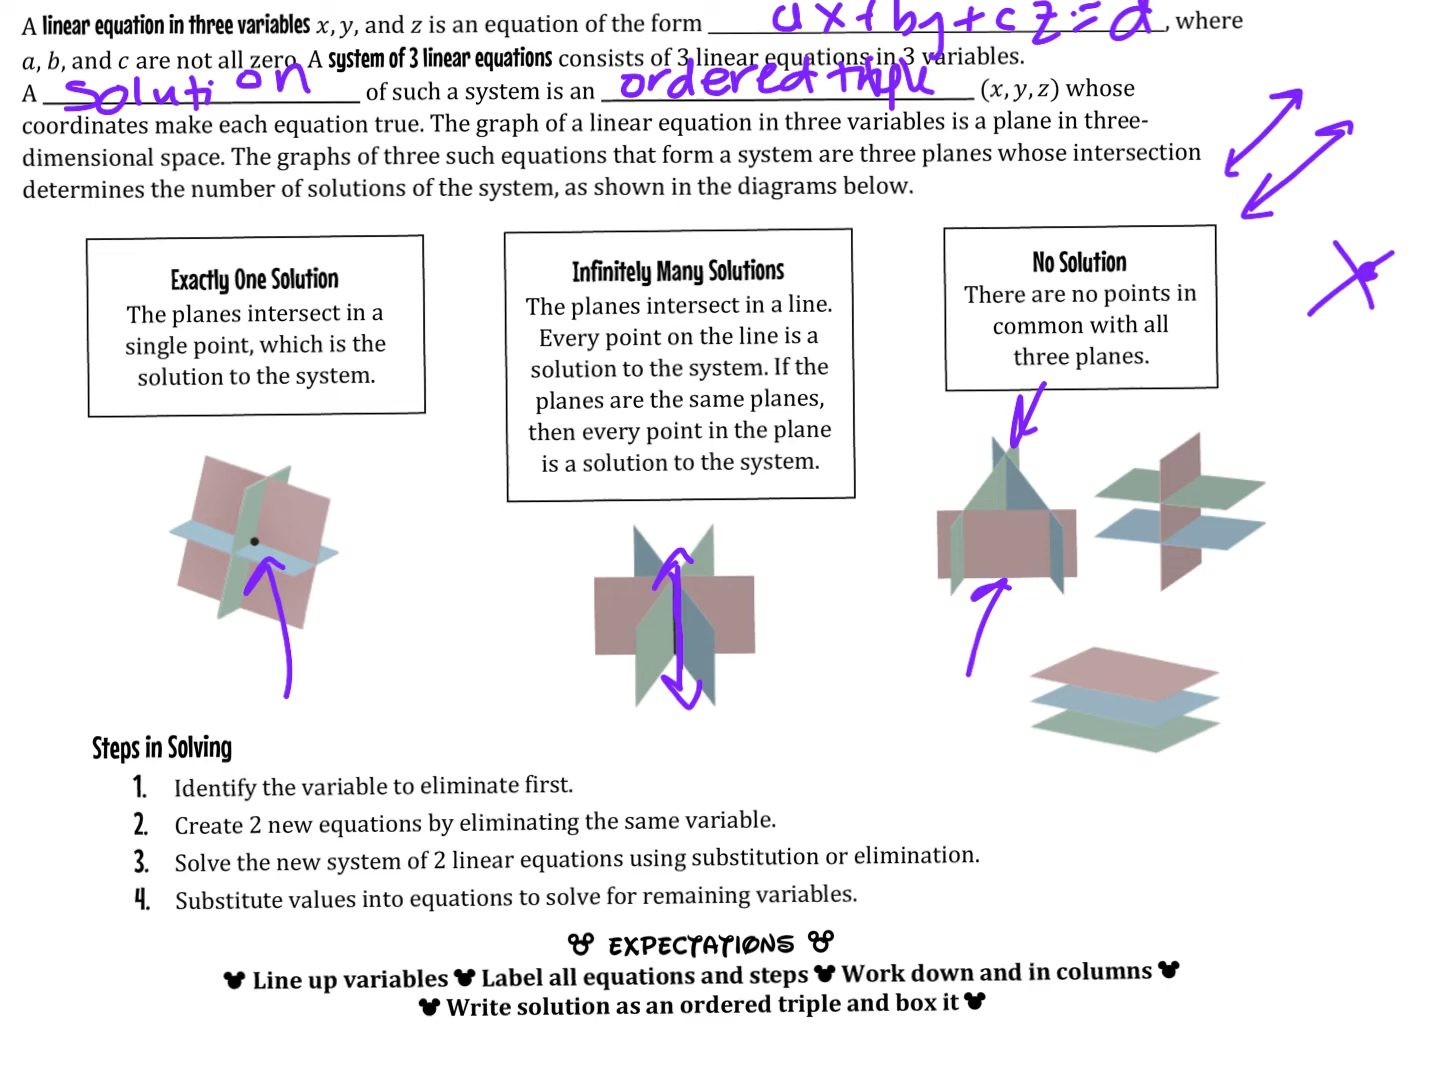 A linear equation in three variables x, y, and z is an equation of the form ax+by+cz=d, where
a, b, and c are not all zero. A system of 3 linear equations consists of 3 linear equations in 3 variables.
A solution of such a system is an ordered triple (x, y, z) whose
coordinates make each equation true. The graph of a linear equation in three variables is a plane in three-
dimensional space. The graphs of three such equations that form a system are three planes whose intersection
determines the number of solutions of the system, as shown in the diagrams below.
Exactly One Solution
The planes intersect in a
single point, which is the
solution to the system.
Infinitely Many Solutions
The planes intersect in a line.
Every point on the line is a
solution to the system. If the
planes are the same planes,
then every point in the plane
is a solution to the system.
No Solution
There are no points in
common with all
three planes.
Steps in Solving
1. Identify the variable to eliminate first.
2. Create 2 new equations by eliminating the same variable.
3. Solve the new system of 2 linear equations using substitution or elimination.
4. Substitute values into equations to solve for remaining variables.
EXPECTATIONS
Line up variables Label all equations and steps Work down and in columns
Write solution as an ordered triple and box it